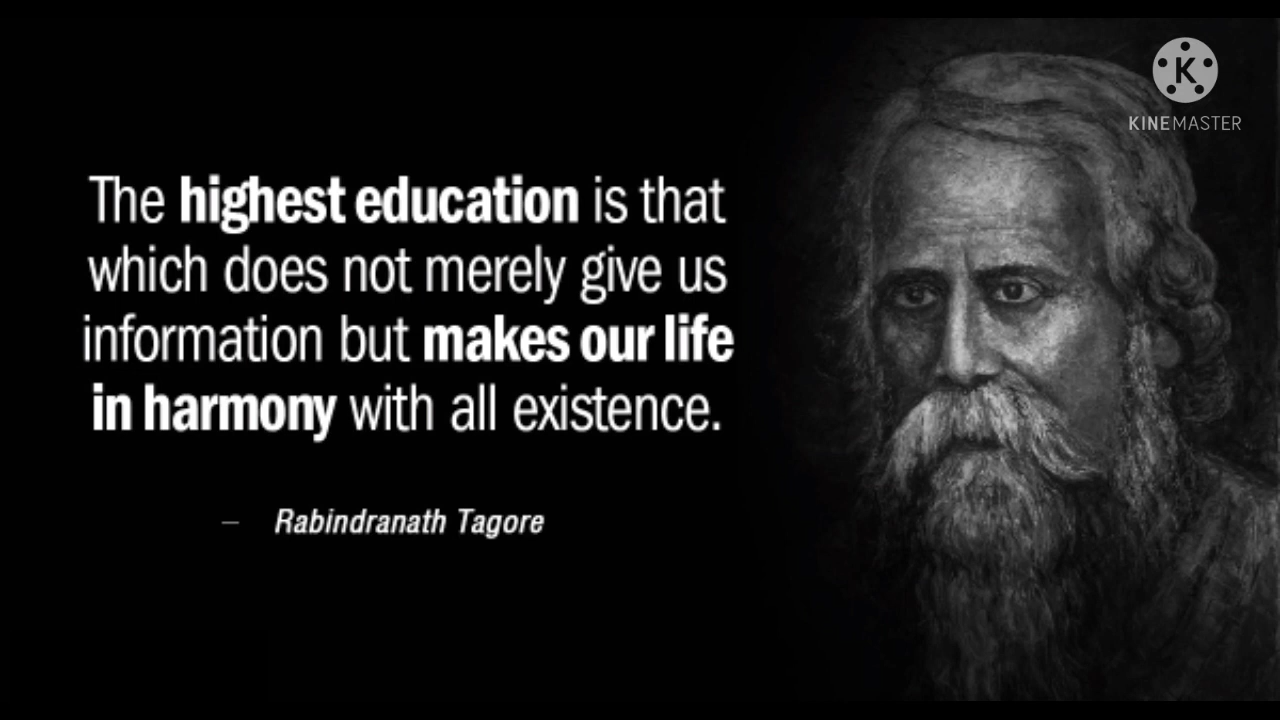 KINEMASTER
The highest education is that
which does not merely give us
information but makes our life
in harmony with all existence.
– Rabindranath Tagore